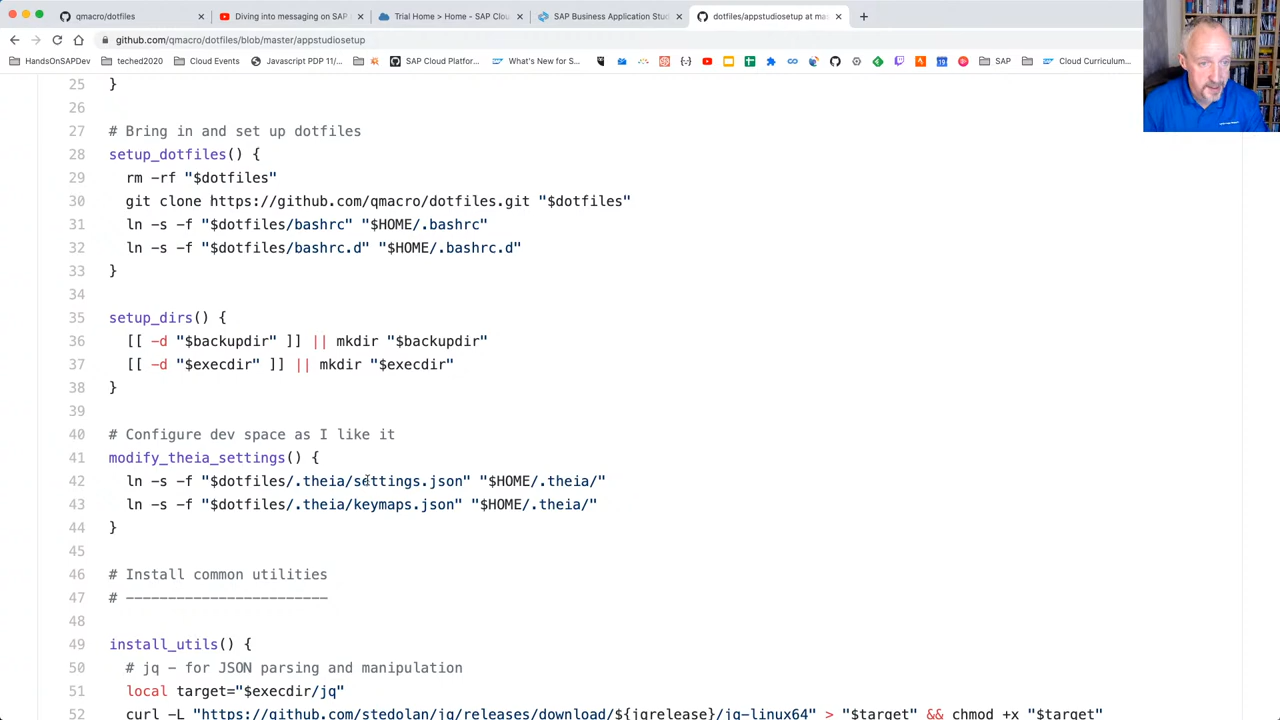 qmacro/dotfiles
Diving into messaging on SAP
Trial Home > Home - SAP Clou
SAP Business Application Stud
dotfiles/appstudiosetup at mas
github.com/qmacro/dotfiles/blob/master/appstudiosetup
HandsOnSAPDev
teched2020
Cloud Events
Javascript PDP 11/...
SAP Cloud Platfor...
What's New for S...
SAP
Cloud Curriculum...
25 }
26
27 # Bring in and set up dotfiles
28 setup_dotfiles() {
29 rm -rf "$dotfiles"
30 git clone https://github.com/qmacro/dotfiles.git "$dotfiles"
31 ln -s -f "$dotfiles/bashrc" "$HOME/.bashrc"
32 ln -s -f "$dotfiles/bashrc.d" "$HOME/.bashrc.d"
33 }
34
35 setup_dirs() {
36 [[ -d "$backupdir" ]] || mkdir "$backupdir"
37 [[ -d "$execdir" ]] || mkdir "$execdir"
38 }
39
40 # Configure dev space as I like it
41 modify_theia_settings() {
42 ln -s -f "$dotfiles/.theia/settings.json" "$HOME/.theia/"
43 ln -s -f "$dotfiles/.theia/keymaps.json" "$HOME/.theia/"
44 }
45
46 # Install common utilities
47 # ------------------------
48
49 install_utils() {
50 # jq - for JSON parsing and manipulation
51 local target="$execdir/jq"
52 curl -L "https://github.com/stedolan/jq/releases/download/${jqrelease}/jq-linux64" > "$target" && chmod +x "$target"